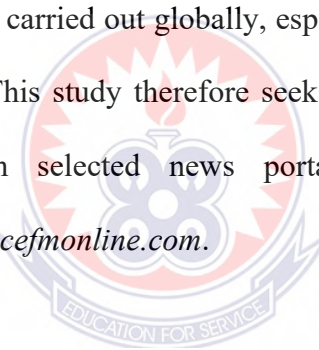 carried out globally, esp
This study therefore seek
selected news porta
cefmonline.com.
EDUCATION FOR SERVICE